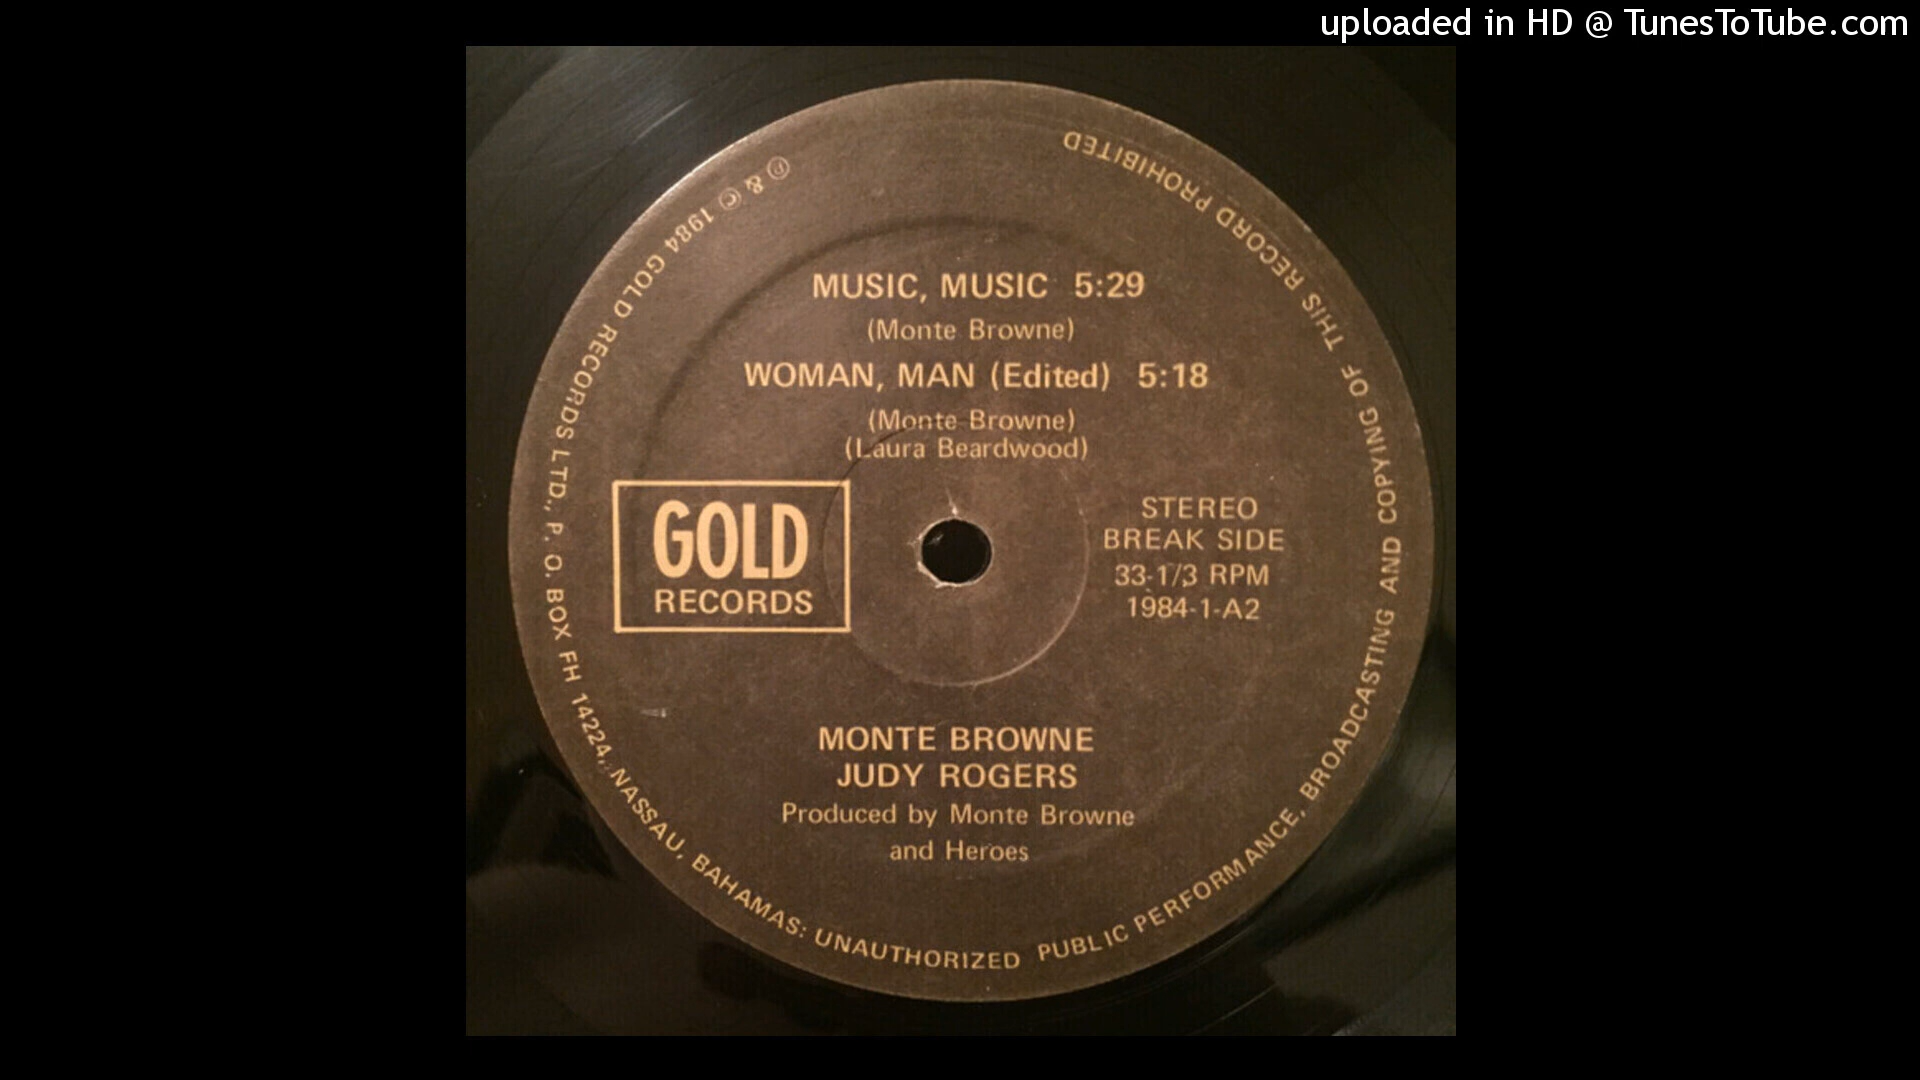 uploaded in HD @ TunesToTube.com
MUSIC, MUSIC 5:29
(Monte Browne)
WOMAN, MAN (Edited) 5:18
(Monte Browne)
(Laura Beardwood)
GOLD
RECORDS
STEREO
BREAK SIDE
33-1/3 RPM
1984-1-A2
MONTE BROWNE
JUDY ROGERS
Produced by Monte Browne
and Heroes
℗ & © 1984 GOLD RECORDS LTD., P. O. BOX FH 14224, NASSAU, BAHAMAS: UNAUTHORIZED PUBLIC PERFORMANCE, BROADCASTING AND COPYING OF THIS RECORD PROHIBITED